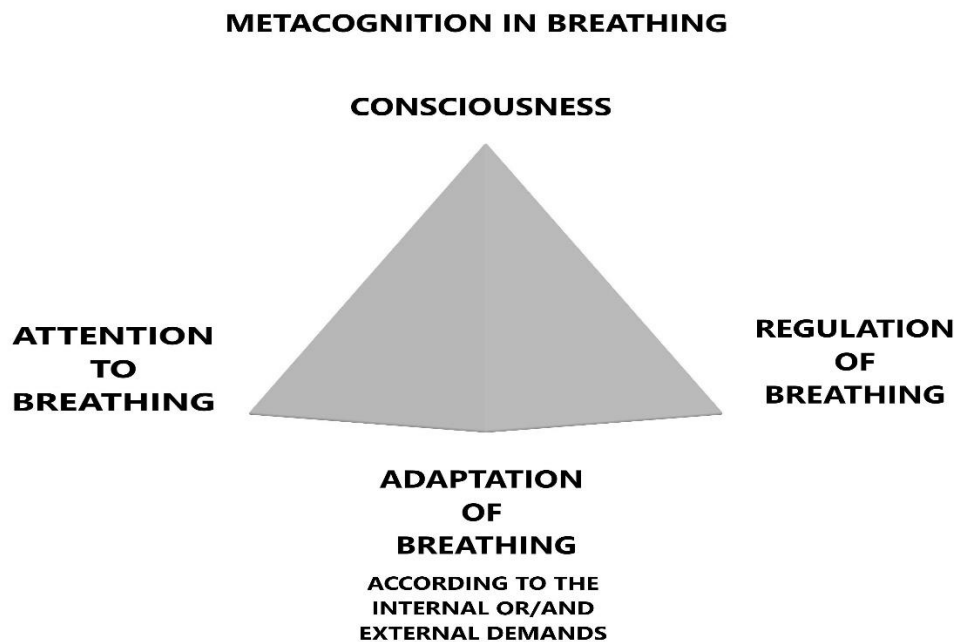 METACOGNITION IN BREATHING
CONSCIOUSNESS
ATTENTION
TO
BREATHING
REGULATION
OF
BREATHING
ADAPTATION
OF
BREATHING
ACCORDING TO THE
INTERNAL OR/AND
EXTERNAL DEMANDS